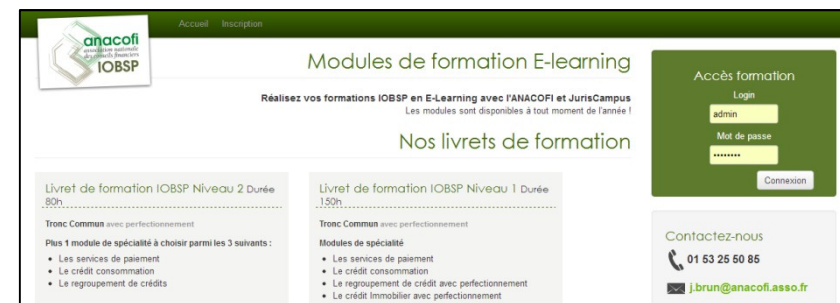 Accueil Inscription
anacofi
association nationale
des conseils financiers
IOBSP
Modules de formation E-learning
Réalisez vos formations IOBSP en E-Learning avec l'ANACOFI et JurisCampus
Les modules sont disponibles à tout moment de l'année !
Nos livrets de formation
Livret de formation IOBSP Niveau 2 Durée
80h
Tronc Commun avec perfectionnement
Plus 1 module de spécialité à choisir parmi les 3 suivants :
• Les services de paiement
• Le crédit consommation
• Le regroupement de crédits
Livret de formation IOBSP Niveau 1 Durée
150h
Tronc Commun avec perfectionnement
Modules de spécialité
• Les services de paiement
• Le crédit consommation
• Le regroupement de crédit avec perfectionnement
• Le crédit Immobilier avec perfectionnement
Accès formation
Login
admin
Mot de passe
••••••••
Connexion
Contactez-nous
01 53 25 50 85
j.brun@anacofi.asso.fr